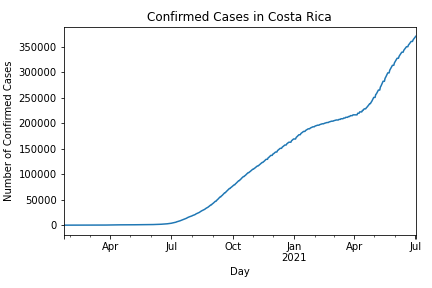 Confirmed Cases in Costa Rica
Number of Confirmed Cases
350000
300000
250000
200000
150000
100000
50000
0
Apr Jul Oct Jan Apr Jul
2021
Day